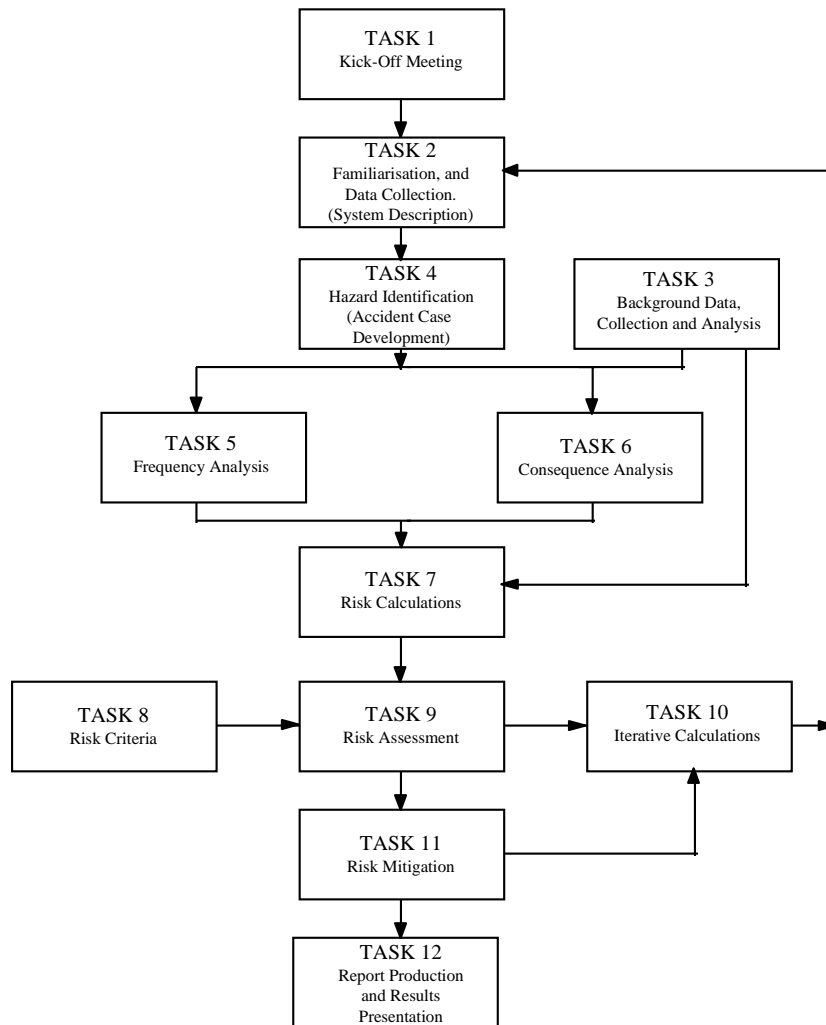 TASK 1
Kick-Off Meeting
TASK 2
Familiarisation, and
Data Collection.
(System Description)
TASK 4
Hazard Identification
(Accident Case
Development)
TASK 3
Background Data,
Collection and Analysis
TASK 5
Frequency Analysis
TASK 6
Consequence Analysis
TASK 7
Risk Calculations
TASK 8
Risk Criteria
TASK 9
Risk Assessment
TASK 10
Iterative Calculations
TASK 11
Risk Mitigation
TASK 12
Report Production
and Results
Presentation